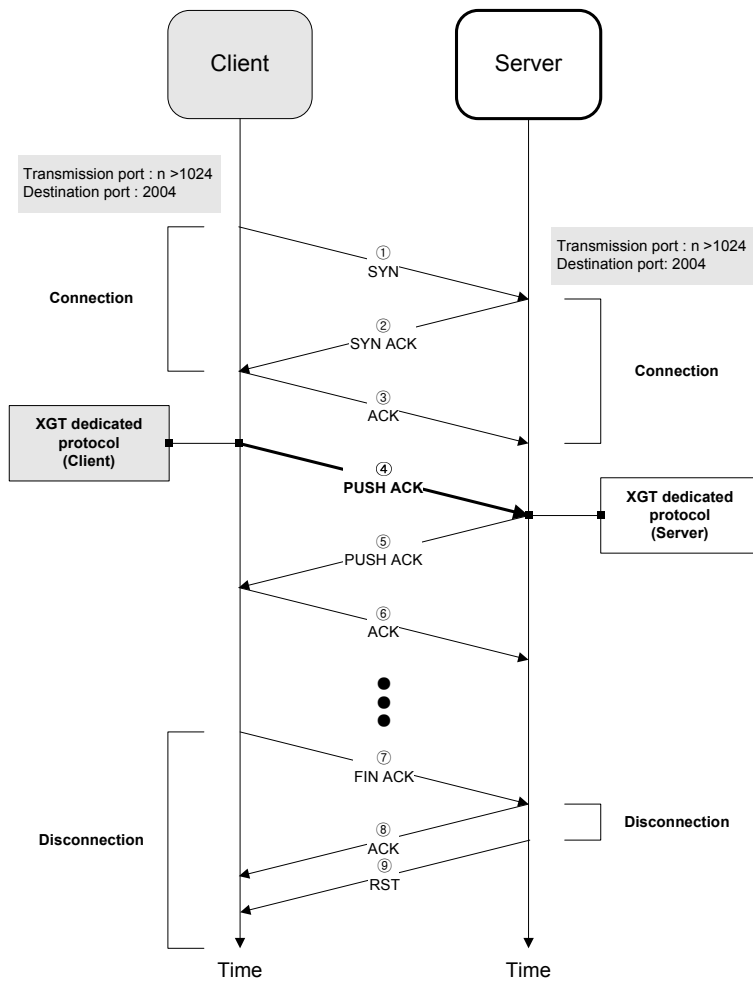 Client
Server
Transmission port : n >1024
Destination port : 2004
Transmission port : n >1024
Destination port: 2004
①
SYN
Connection
②
SYN ACK
Connection
③
ACK
XGT dedicated
protocol
(Client)
④
PUSH ACK
XGT dedicated
protocol
(Server)
⑤
PUSH ACK
⑥
ACK
⑦
FIN ACK
Disconnection
Disconnection
⑧
ACK
⑨
RST
Time
Time